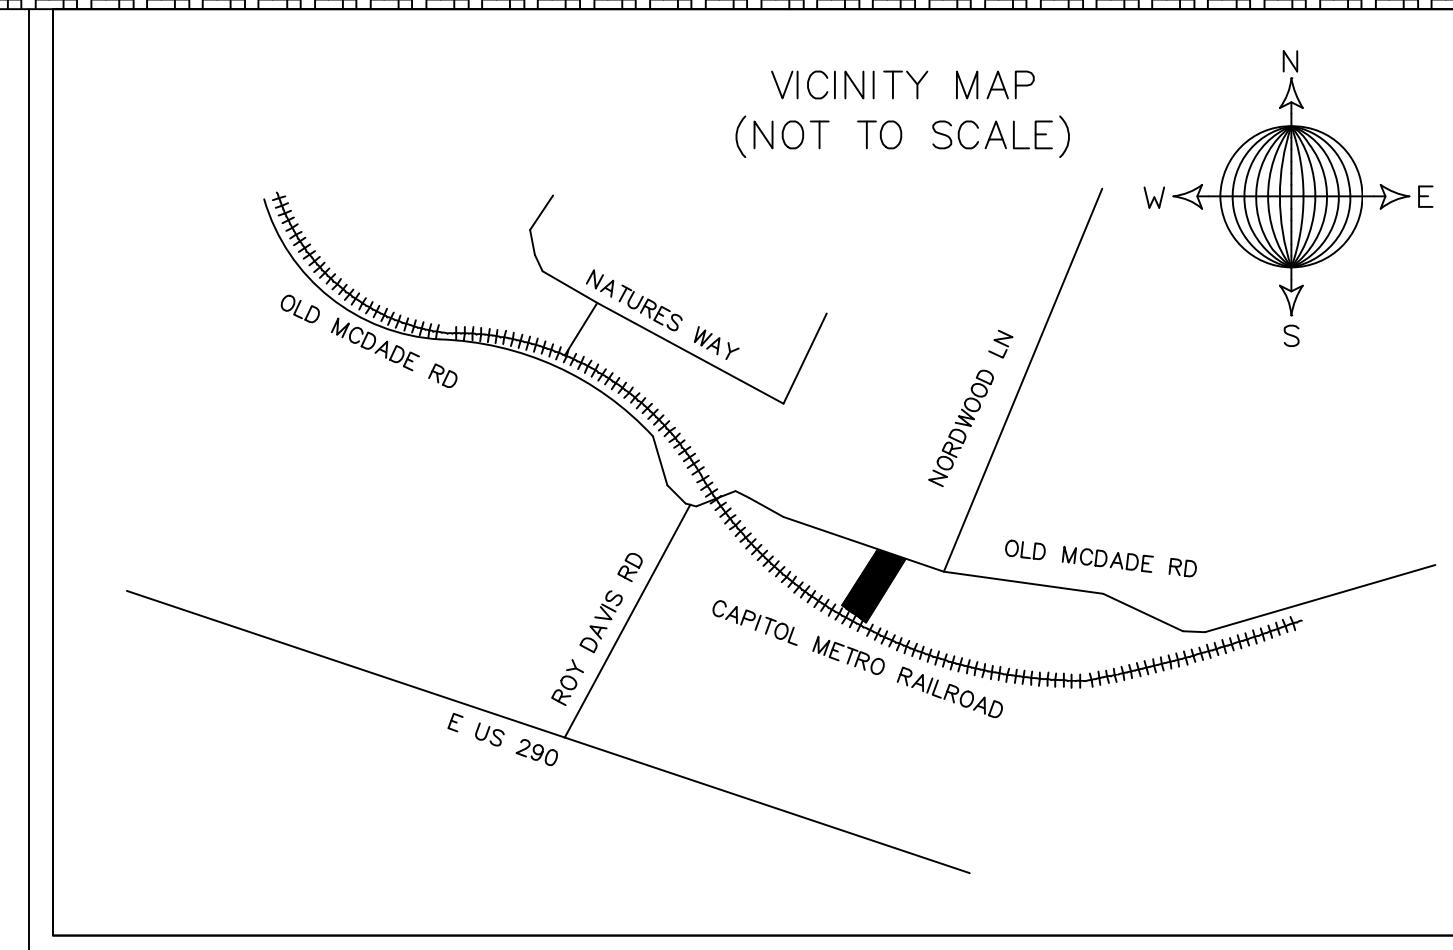 VICINITY MAP
(NOT TO SCALE)
N
W
E
S
NATURES WAY
OLD MCDADE RD
NORDWOOD LN
OLD MCDADE RD
ROY DAVIS RD
CAPITOL METRO RAILROAD
E US 290